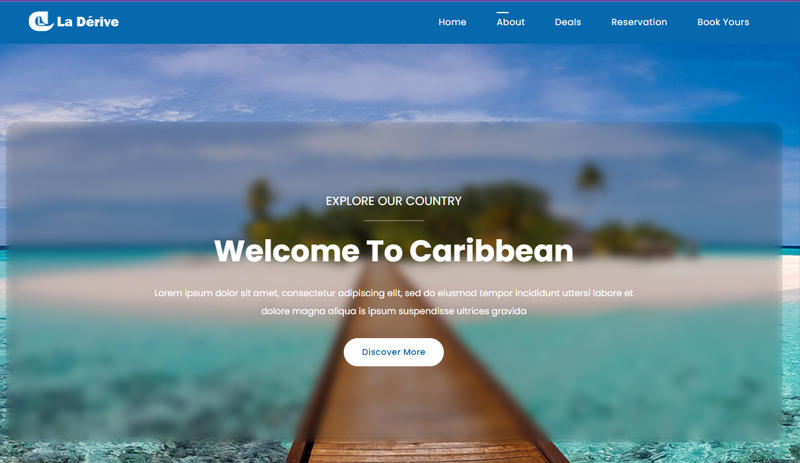 La Dérive
Home About Deals Reservation Book Yours
EXPLORE OUR COUNTRY
Welcome To Caribbean
Lorem ipsum dolor sit amet, consectetur adipiscing elit, sed do eiusmod tempor incididunt uttersi labore et
dolore magna aliqua is ipsum suspendisse ultrices gravida
Discover More